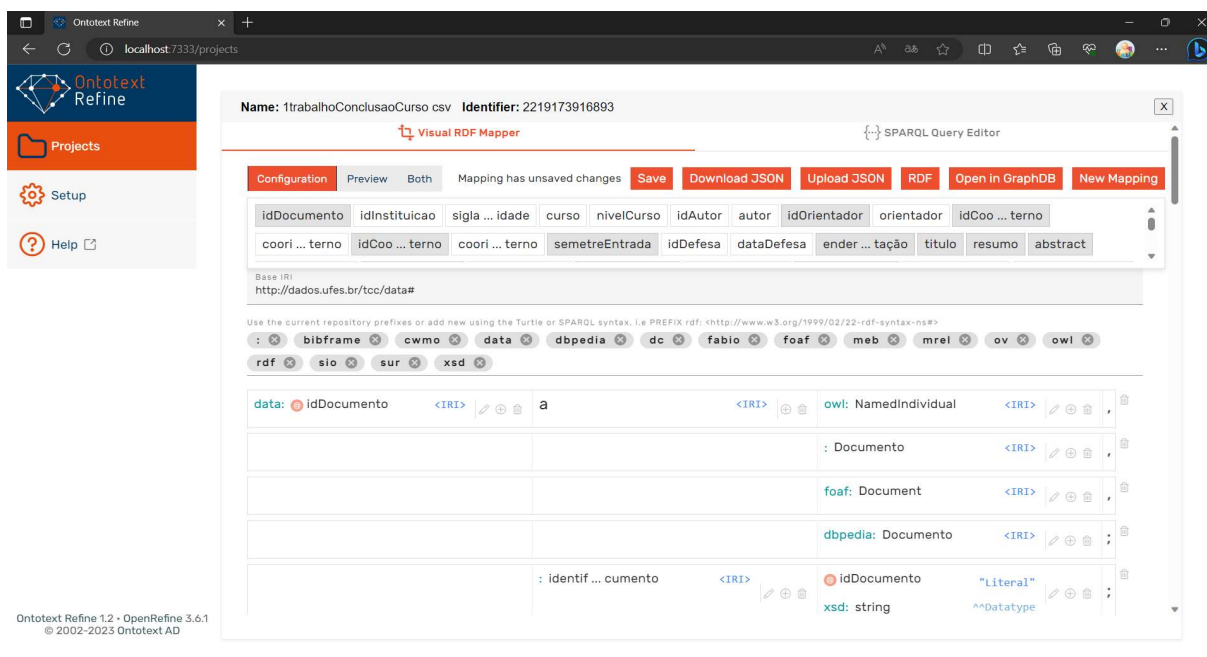 Ontotext Refine
localhost:7333/projects
Ontotext
Refine
Projects
Setup
Help
Ontotext Refine 1.2 · OpenRefine 3.6.1
© 2002-2023 Ontotext AD
Name: 1trabalhoConclusaoCurso csv Identifier: 2219173916893 X
Visual RDF Mapper SPARQL Query Editor
Configuration Preview Both Mapping has unsaved changes Save Download JSON Upload JSON RDF Open in GraphDB New Mapping
idDocumento idInstituicao sigla ... idade curso nivelCurso idAutor autor idOrientador orientador idCoo ... terno
coori ... terno idCoo ... terno coori ... terno semetreEntrada idDefesa dataDefesa ender ... tação titulo resumo abstract
Base IRI
http://dados.ufes.br/tcc/data#
Use the current repository prefixes or add new using the Turtle or SPARQL syntax, i.e PREFIX rdf: <http://www.w3.org/1999/02/22-rdf-syntax-ns#>
: bibframe cwmo data dbpedia dc fabio foaf meb mrel ov owl
rdf sio sur xsd
data: idDocumento <IRI> a <IRI> owl: NamedIndividual <IRI> ,
: Documento <IRI> ,
foaf: Document <IRI> ,
dbpedia: Documento <IRI> ;
: identif ... cumento <IRI> idDocumento "Literal" ;
xsd: string ^^Datatype